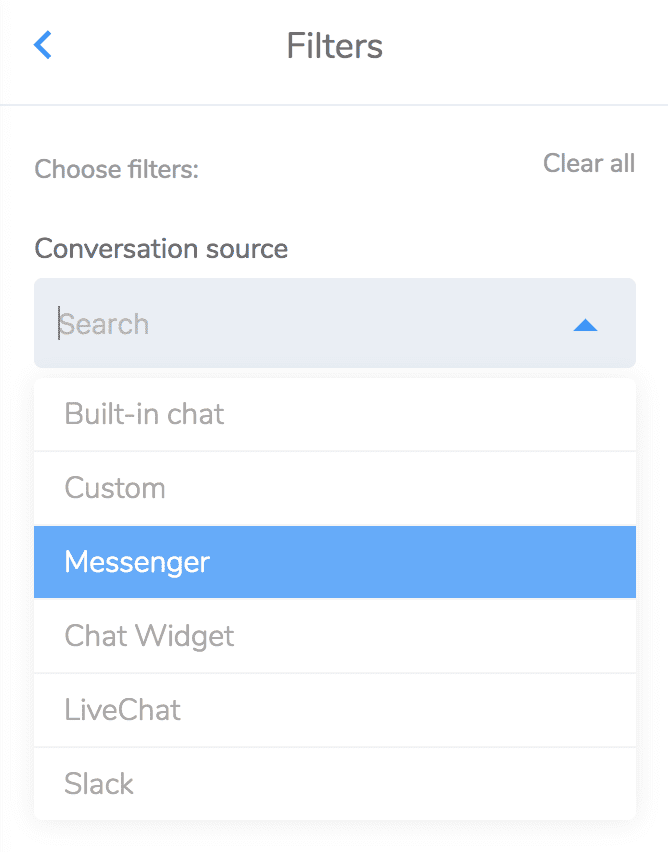 Filters
Choose filters:
Clear all
Conversation source
Search
Built-in chat
Custom
Messenger
Chat Widget
LiveChat
Slack